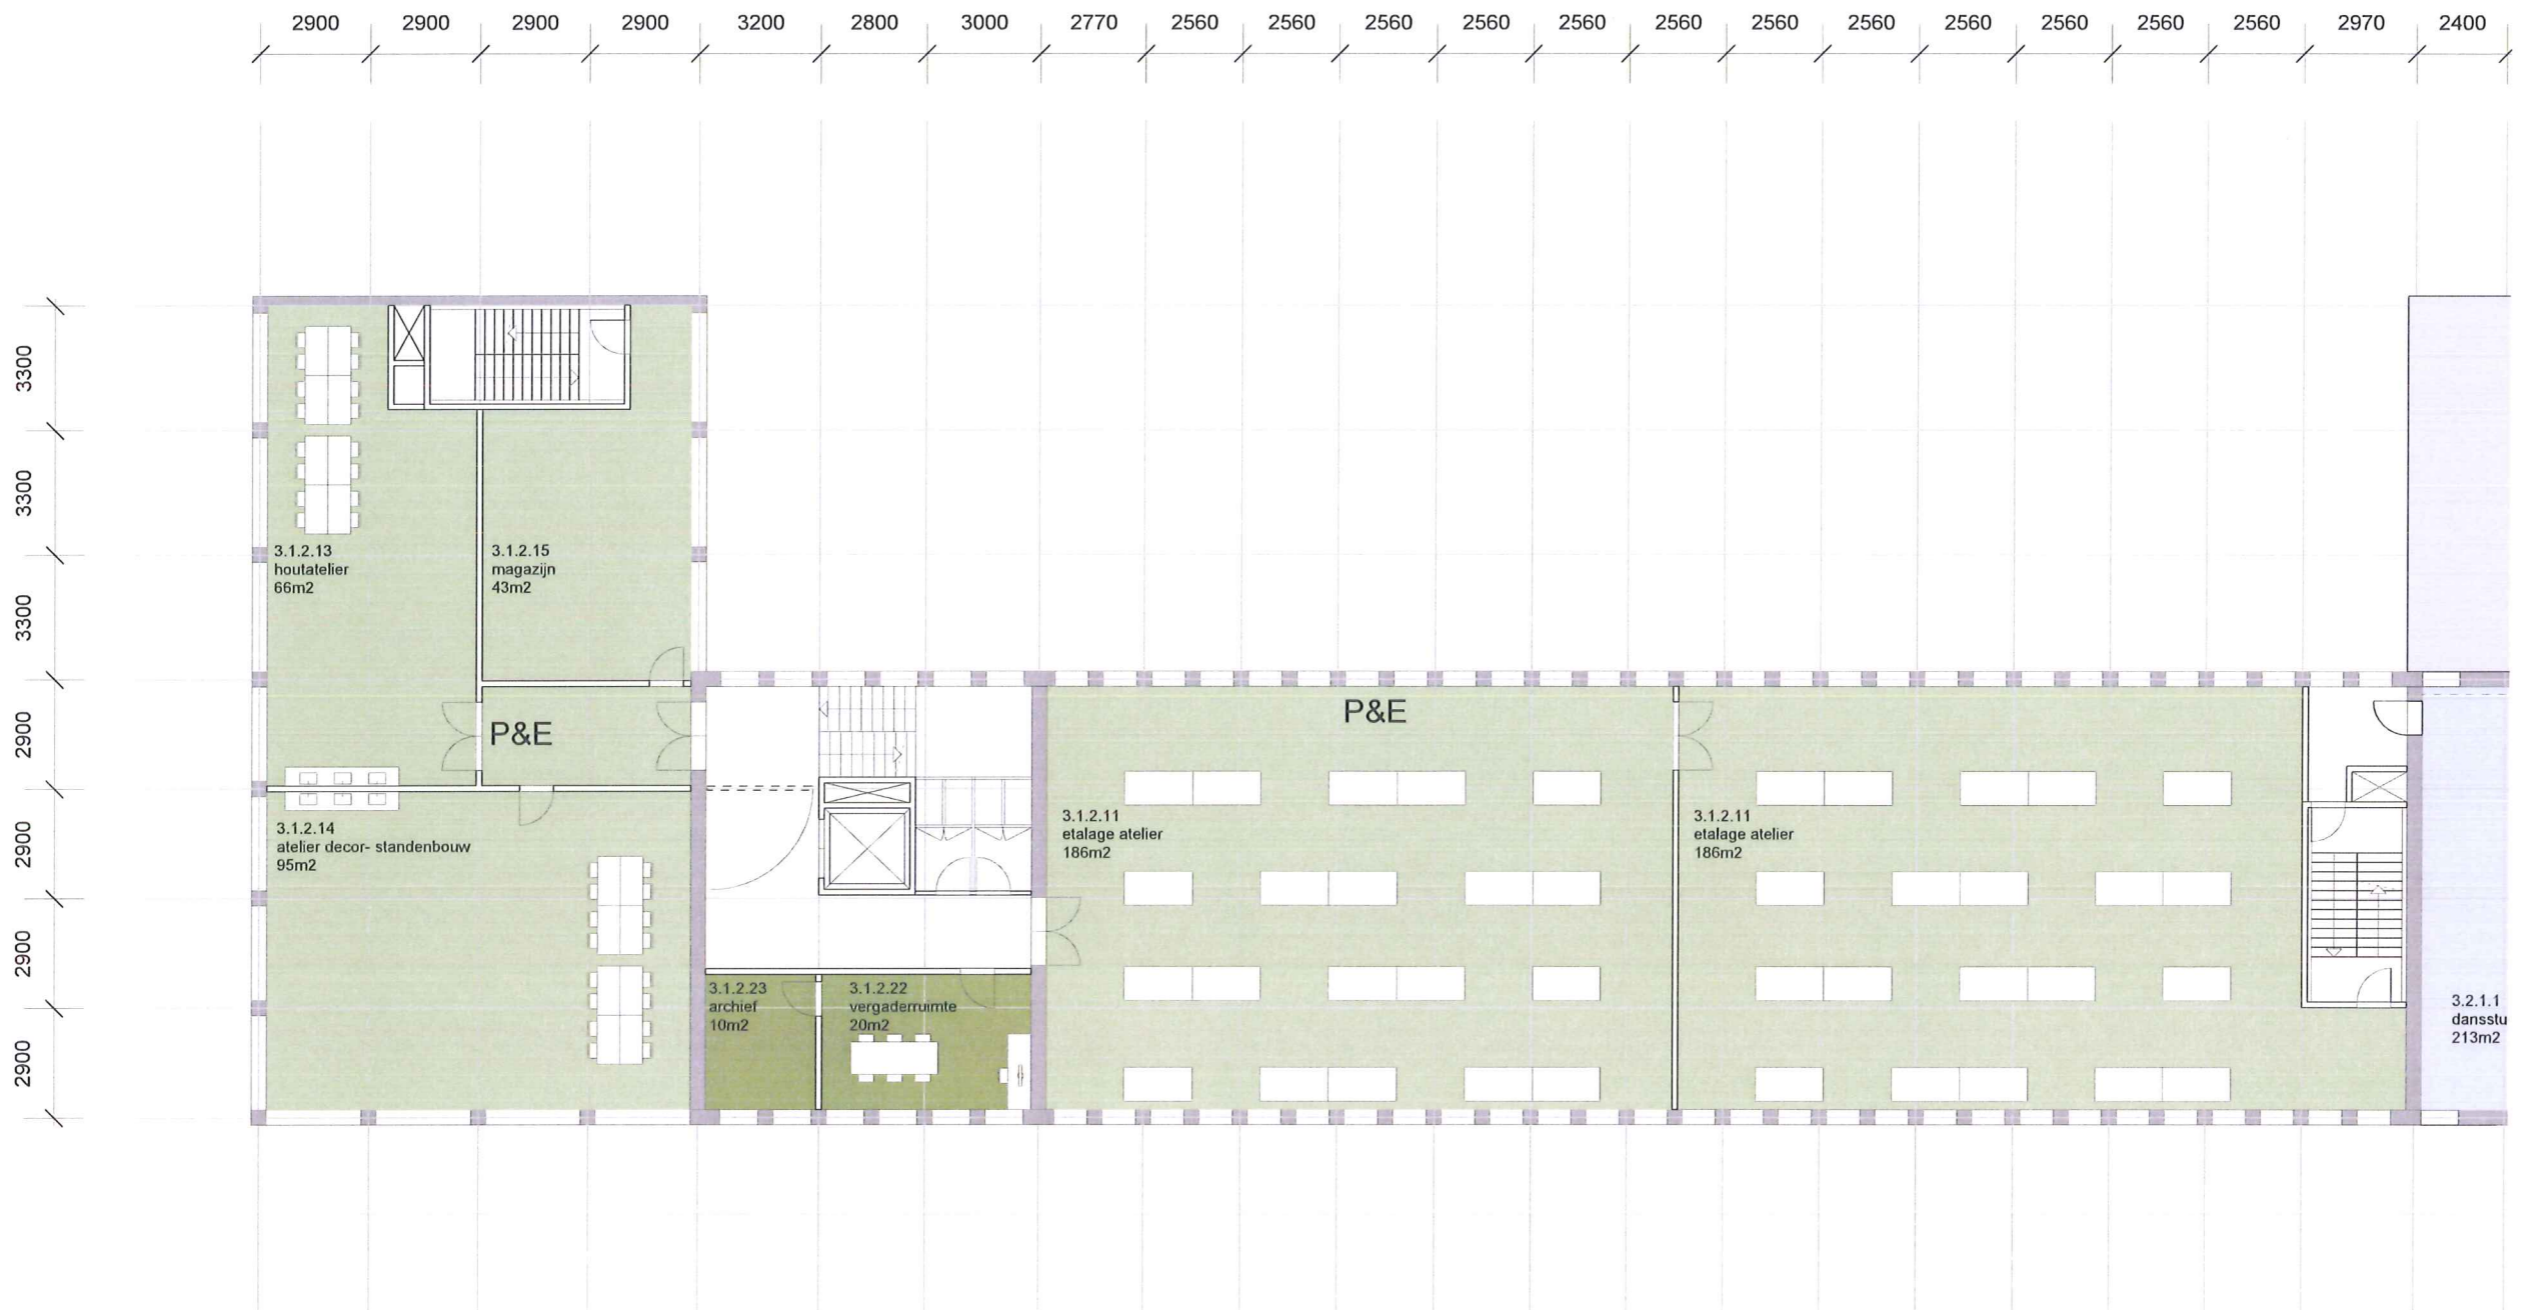 2900 2900 2900 2900 3200 2800 3000 2770 2560 2560 2560 2560 2560 2560 2560 2560 2560 2560 2560 2560 2970 2400
3300
3300
3300
2900
2900
2900
2900
3.1.2.13
houtatelier
66m2
3.1.2.15
magazijn
43m2
P&E
3.1.2.14
atelier decor- standenbouw
95m2
3.1.2.23
archief
10m2
3.1.2.22
vergaderruimte
20m2
P&E
3.1.2.11
etalage atelier
186m2
3.1.2.11
etalage atelier
186m2
3.2.1.1
dansstu
213m2